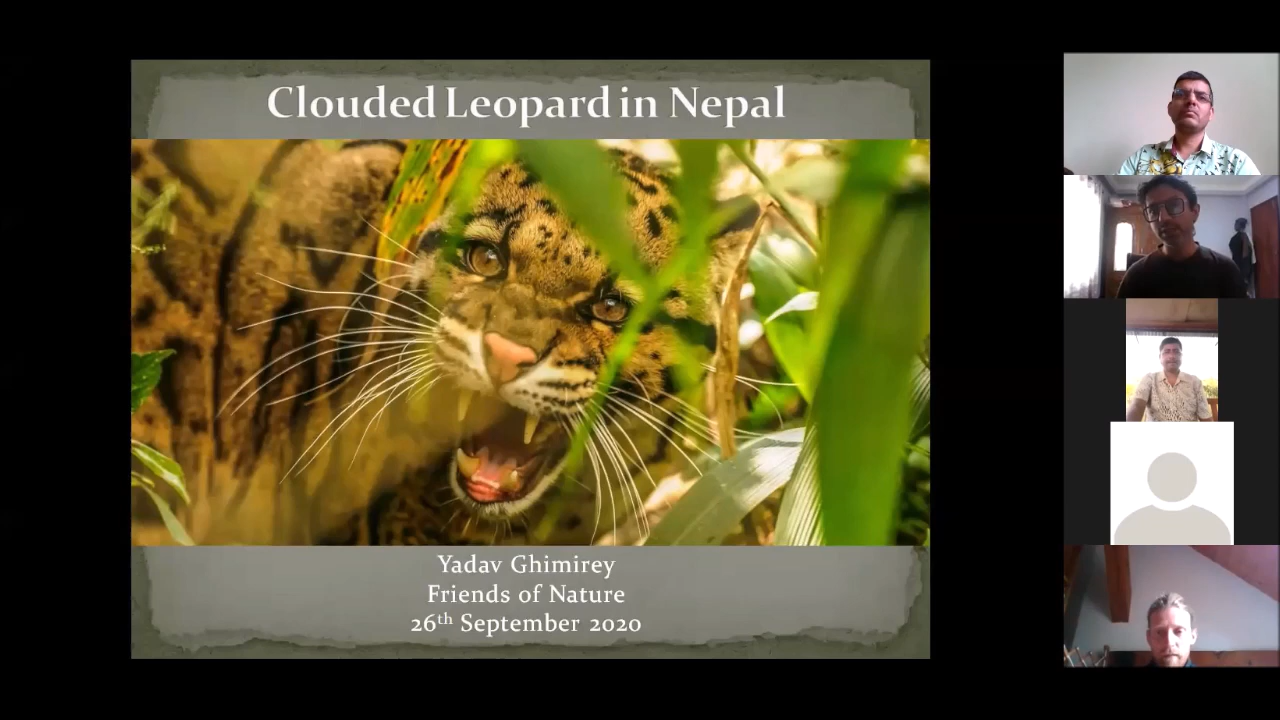 Clouded Leopard in Nepal
Yadav Ghimirey
Friends of Nature
26th September 2020